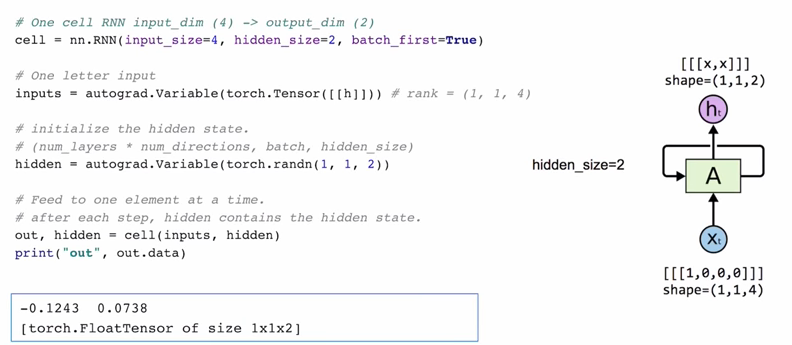 # One cell RNN input_dim (4) -> output_dim (2)
cell = nn.RNN(input_size=4, hidden_size=2, batch_first=True)
# One letter input
inputs = autograd.Variable(torch.Tensor([[h]])) # rank = (1, 1, 4)
# initialize the hidden state.
# (num_layers * num_directions, batch, hidden_size)
hidden = autograd.Variable(torch.randn(1, 1, 2))
# Feed to one element at a time.
# after each step, hidden contains the hidden state.
out, hidden = cell(inputs, hidden)
print("out", out.data)
-0.1243 0.0738
[torch.FloatTensor of size 1x1x2]
[[[x,x]]]
shape=(1,1,2)
ht
hidden_size=2
A
Xt
[[[1,0,0,0]]]
shape=(1,1,4)